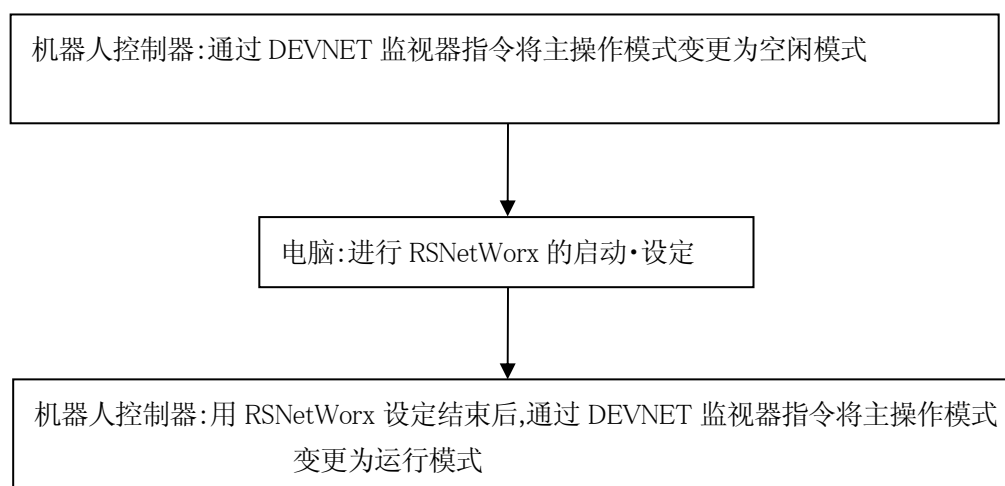 机器人控制器:通过 DEVNET 监视器指令将主操作模式变更为空闲模式
电脑:进行 RSNetWorx 的启动・设定
机器人控制器:用 RSNetWorx 设定结束后,通过 DEVNET 监视器指令将主操作模式
变更为运行模式